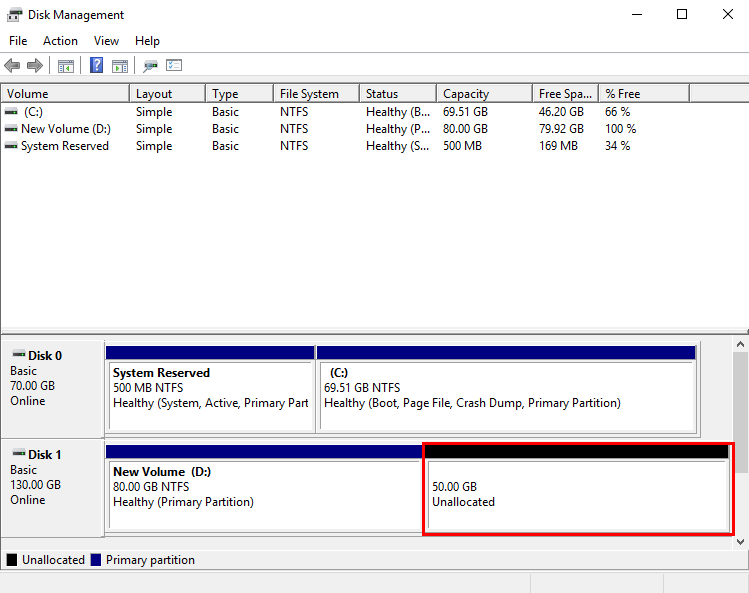 Disk Management
File Action View Help
Volume Layout Type File System Status Capacity Free Spa... % Free
(C:) Simple Basic NTFS Healthy (B... 69.51 GB 46.20 GB 66 %
New Volume (D:) Simple Basic NTFS Healthy (P... 80.00 GB 79.92 GB 100 %
System Reserved Simple Basic NTFS Healthy (S... 500 MB 169 MB 34 %
Disk 0
Basic
70.00 GB
Online
System Reserved
500 MB NTFS
Healthy (System, Active, Primary Part
(C:)
69.51 GB NTFS
Healthy (Boot, Page File, Crash Dump, Primary Partition)
Disk 1
Basic
130.00 GB
Online
New Volume (D:)
80.00 GB NTFS
Healthy (Primary Partition)
50.00 GB
Unallocated
Unallocated Primary partition